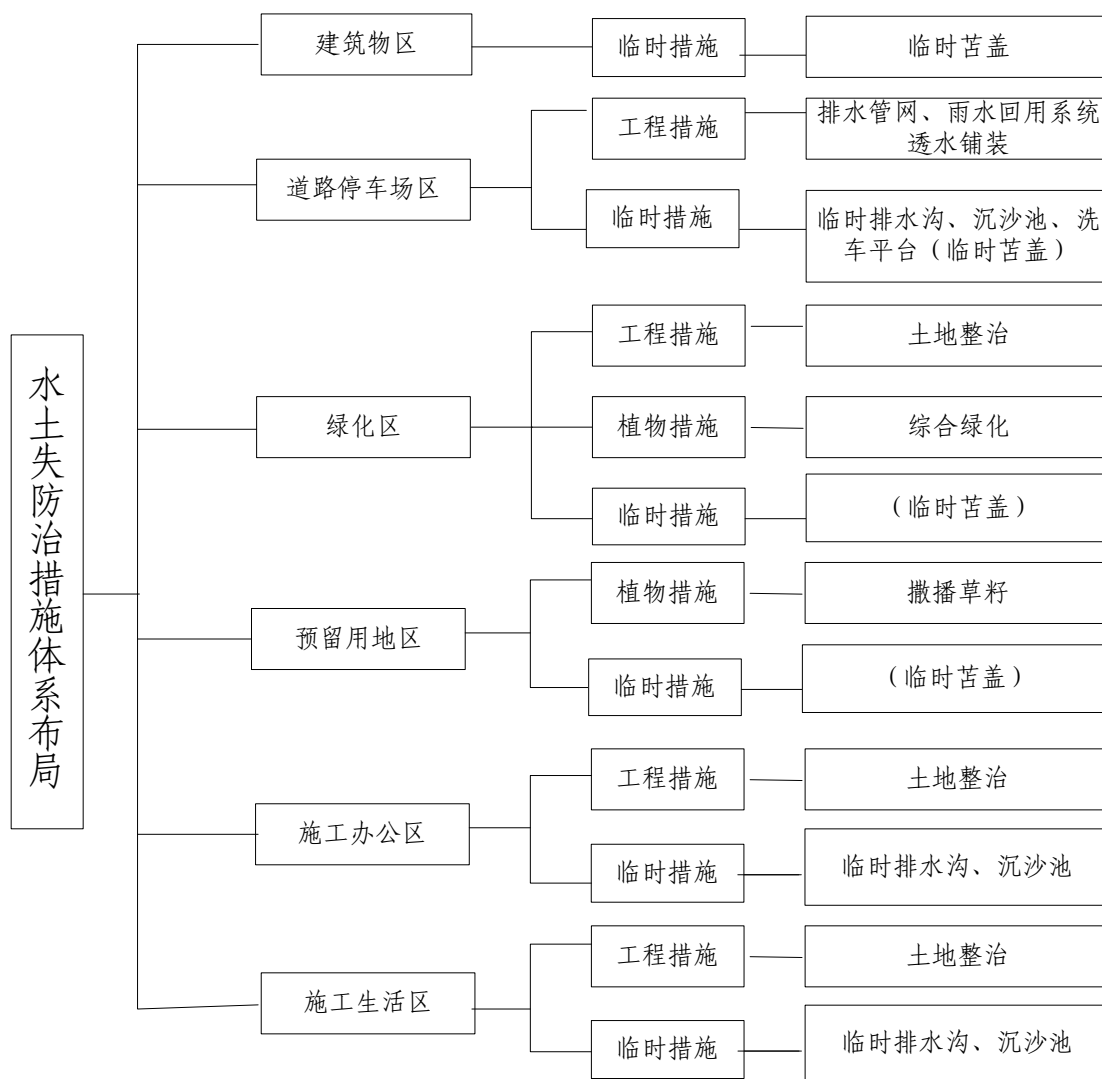 水土失防治措施体系布局
建筑物区
临时措施
临时苫盖
道路停车场区
工程措施
排水管网、雨水回用系统
透水铺装
临时措施
临时排水沟、沉沙池、洗
车平台（临时苫盖）
绿化区
工程措施
土地整治
植物措施
综合绿化
临时措施
（临时苫盖）
预留用地区
植物措施
撒播草籽
临时措施
（临时苫盖）
施工办公区
工程措施
土地整治
临时措施
临时排水沟、沉沙池
施工生活区
工程措施
土地整治
临时措施
临时排水沟、沉沙池